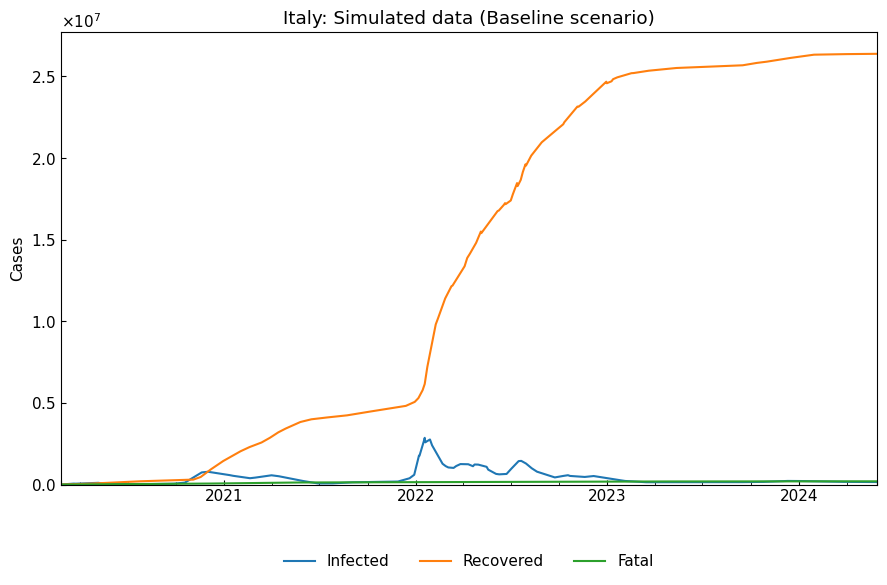 Italy: Simulated data (Baseline scenario)
×10⁷
2.5
2.0
1.5
1.0
0.5
0.0
Cases
2021 2022 2023 2024
Infected Recovered Fatal